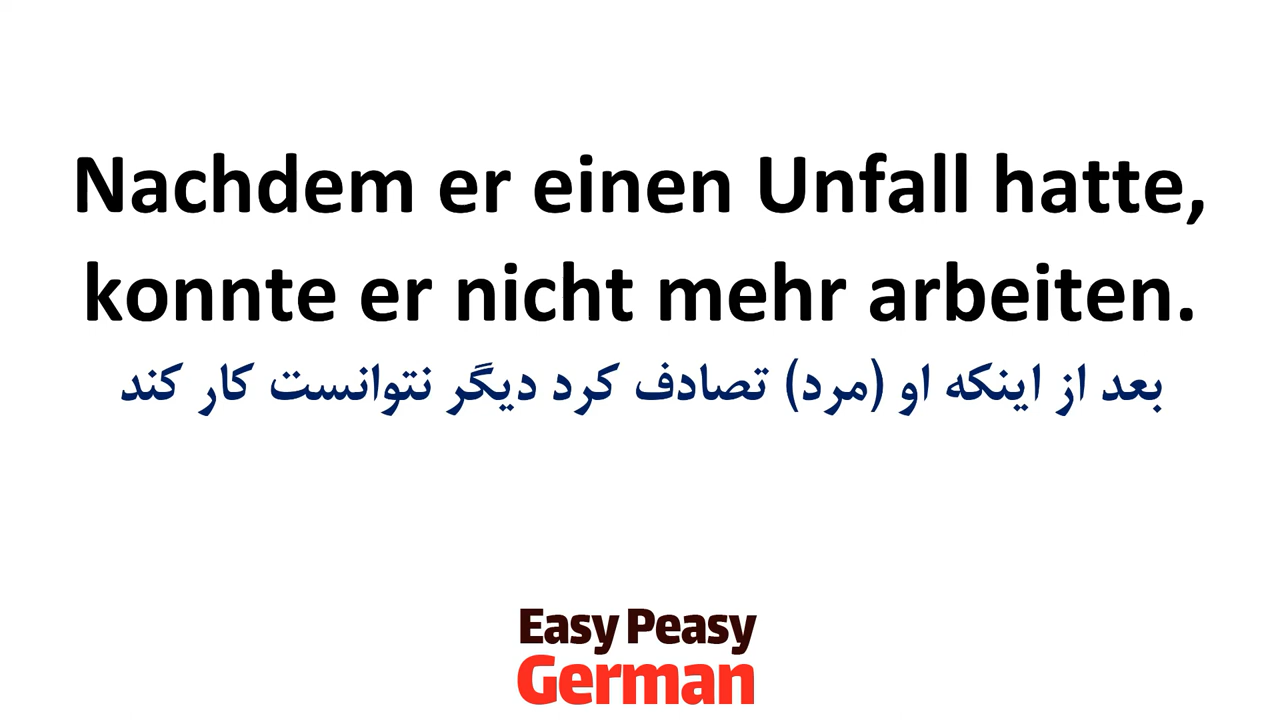 Nachdem er einen Unfall hatte,
konnte er nicht mehr arbeiten.
بعد از اینکه او (مرد) تصادف کرد دیگر نتوانست کار کند
Easy Peasy
German